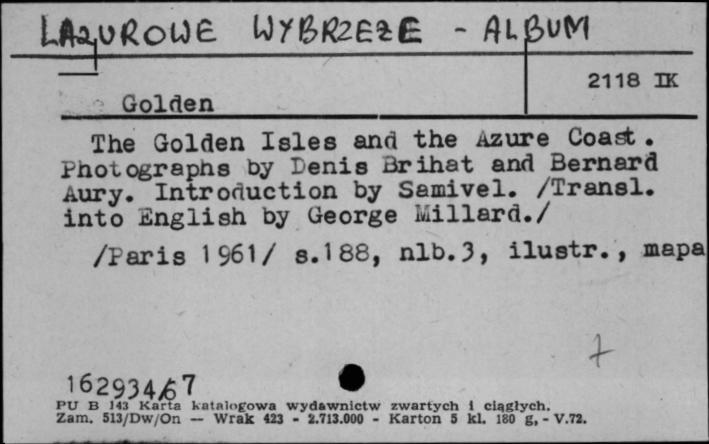 LAZUROWE WYBRZEŻE - ALBUM
2118 IK
Golden
The Golden Isles and the Azure Coast.
Photographs by Denis Brihat and Bernard
Aury. Introduction by Samivel. /Transl.
into English by George Millard./
/Paris 1961/ s.188, nlb.3, ilustr., mapa
7
162934/67
PU B 143 Karta katalogowa wydawnictw zwartych i ciągłych.
Zam. 513/Dw/On — Wrak 423 - 2.713.000 - Karton 5 kl. 180 g, - V.72.